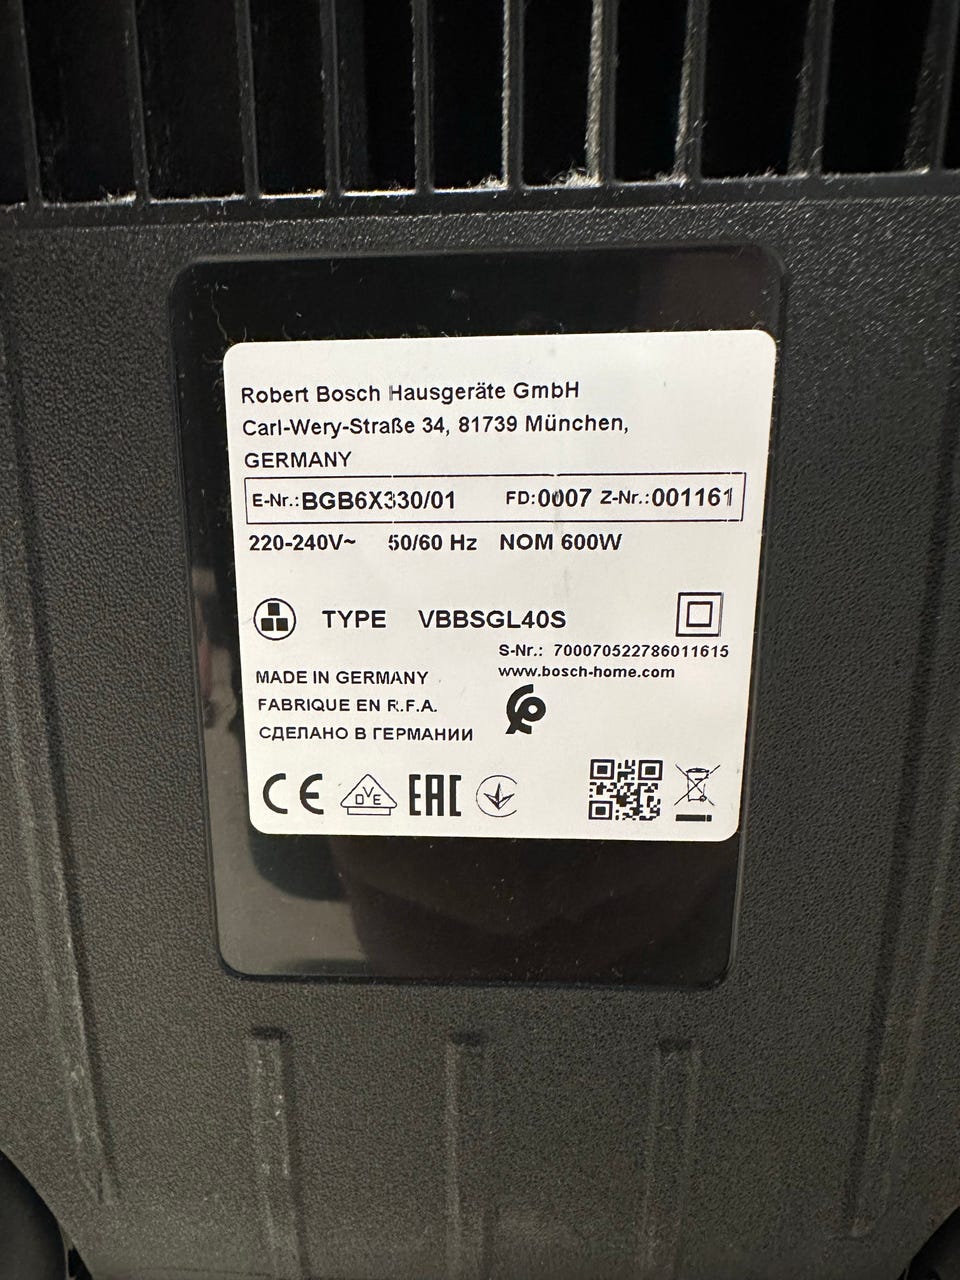 Robert Bosch Hausgeräte GmbH
Carl-Wery-Straße 34, 81739 München,
GERMANY
E-Nr.: BGB6X330/01 FD: 0007 Z-Nr.: 001161
220-240V~ 50/60 Hz NOM 600W
TYPE VBBSGL40S
S-Nr.: 700070522786011615
www.bosch-home.com
MADE IN GERMANY
FABRIQUE EN R.F.A.
СДЕЛАНО В ГЕРМАНИИ
CE DVE EAC